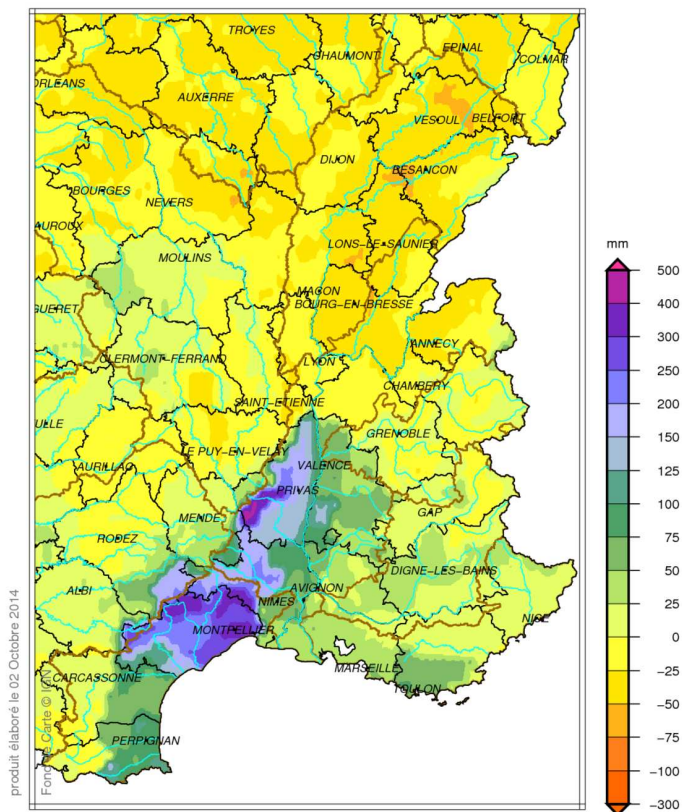 TROYES
CHAUMONT
EPINAL
COLMAR
ORLEANS
AUXERRE
VESOUL
BELFORT
DIJON
BESANCON
BOURGES
NEVERS
AUROUX
LONS-LE-SAUNIER
MOULINS
MACON
BOURG-EN-BRESSE
GUERET
ANNECY
CLERMONT-FERRAND
LYON
CHAMBERY
SAINT-ETIENNE
ULLE
GRENOBLE
LE PUY-EN-VELAY
VALENCE
AURILLAC
PRIVAS
GAP
MENDE
RODEZ
DIGNE-LES-BAINS
ALBI
AVIGNON
NIMES
NICE
MONTPELLIER
MARSEILLE
CARCASSONNE
TOULON
PERPIGNAN
produit élaboré le 02 Octobre 2014
Fond de Carte © IGN
mm
500
400
300
250
200
150
125
100
75
50
25
0
-25
-50
-75
-100
-300